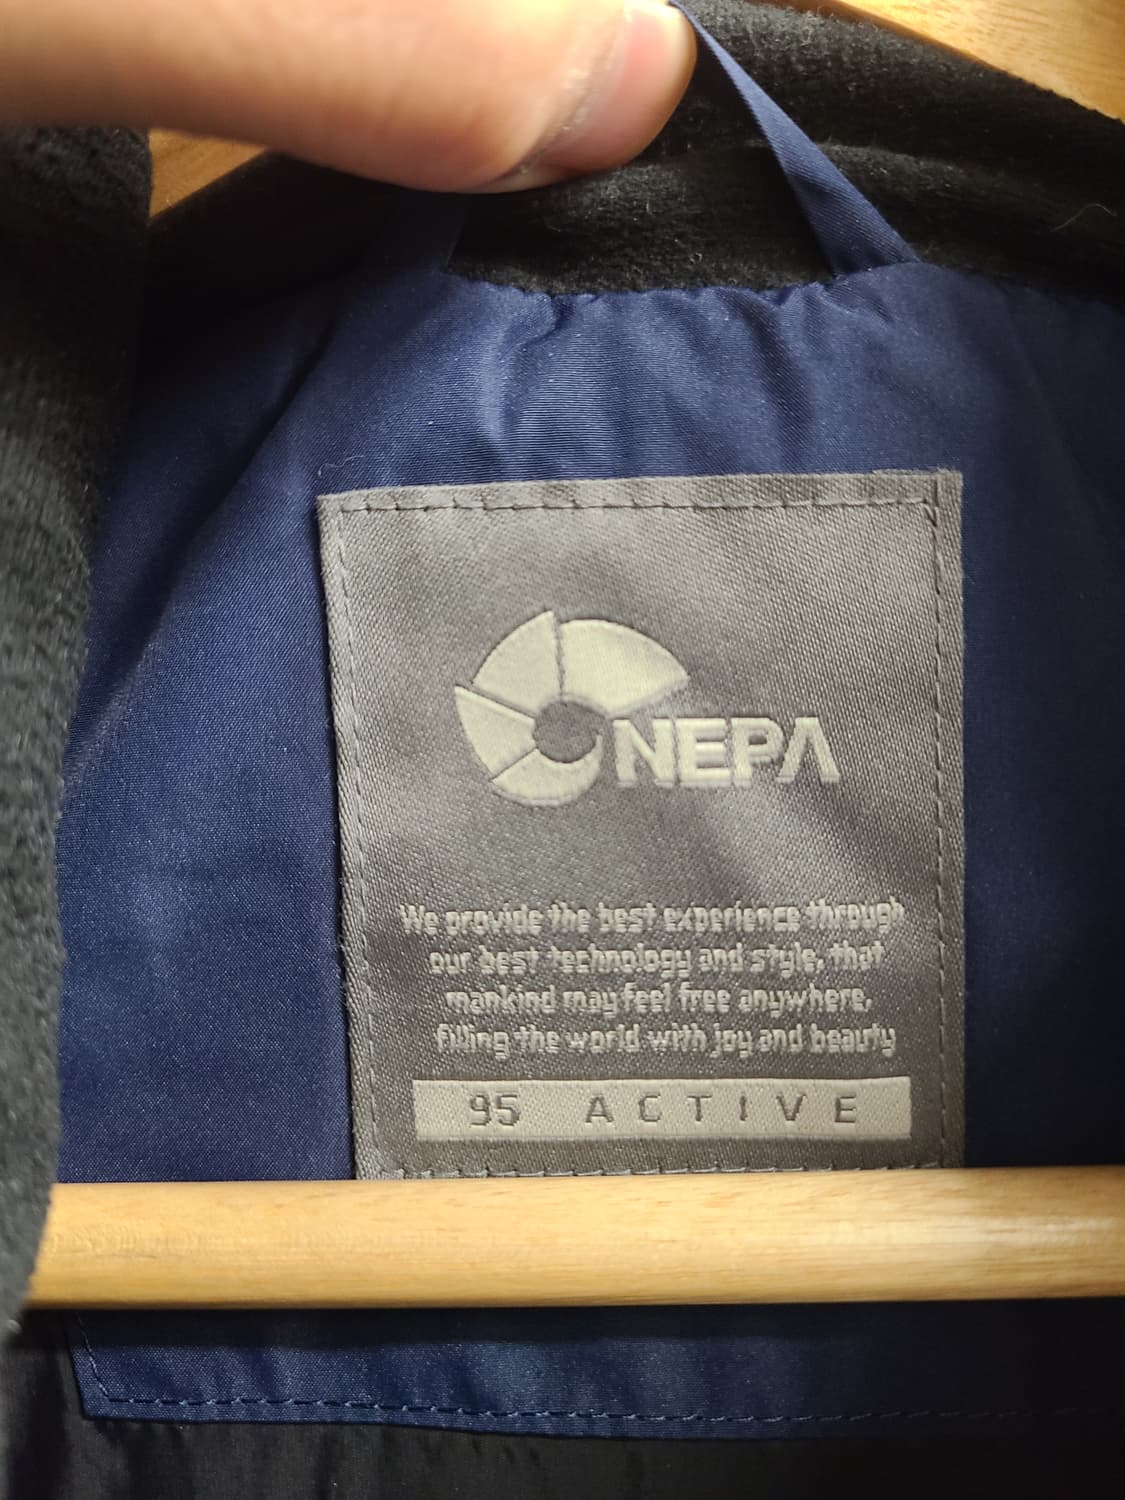 NEPA
We provide the best experience through
our best technology and style, that
mankind may feel free anywhere,
filling the world with joy and beauty
95 ACTIVE